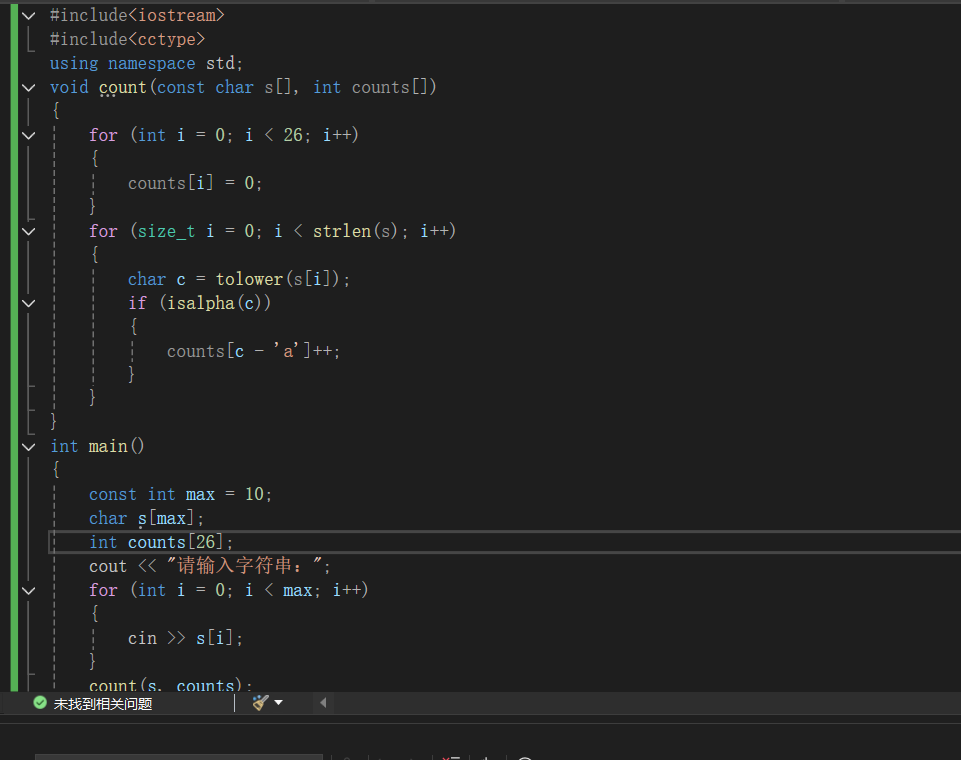 #include<iostream>
#include<cctype>
using namespace std;
void count(const char s[], int counts[])
{
for (int i = 0; i < 26; i++)
{
counts[i] = 0;
}
for (size_t i = 0; i < strlen(s); i++)
{
char c = tolower(s[i]);
if (isalpha(c))
{
counts[c - 'a']++;
}
}
}
int main()
{
const int max = 10;
char s[max];
int counts[26];
cout << "请输入字符串：";
for (int i = 0; i < max; i++)
{
cin >> s[i];
}
count(s, counts);
未找到相关问题